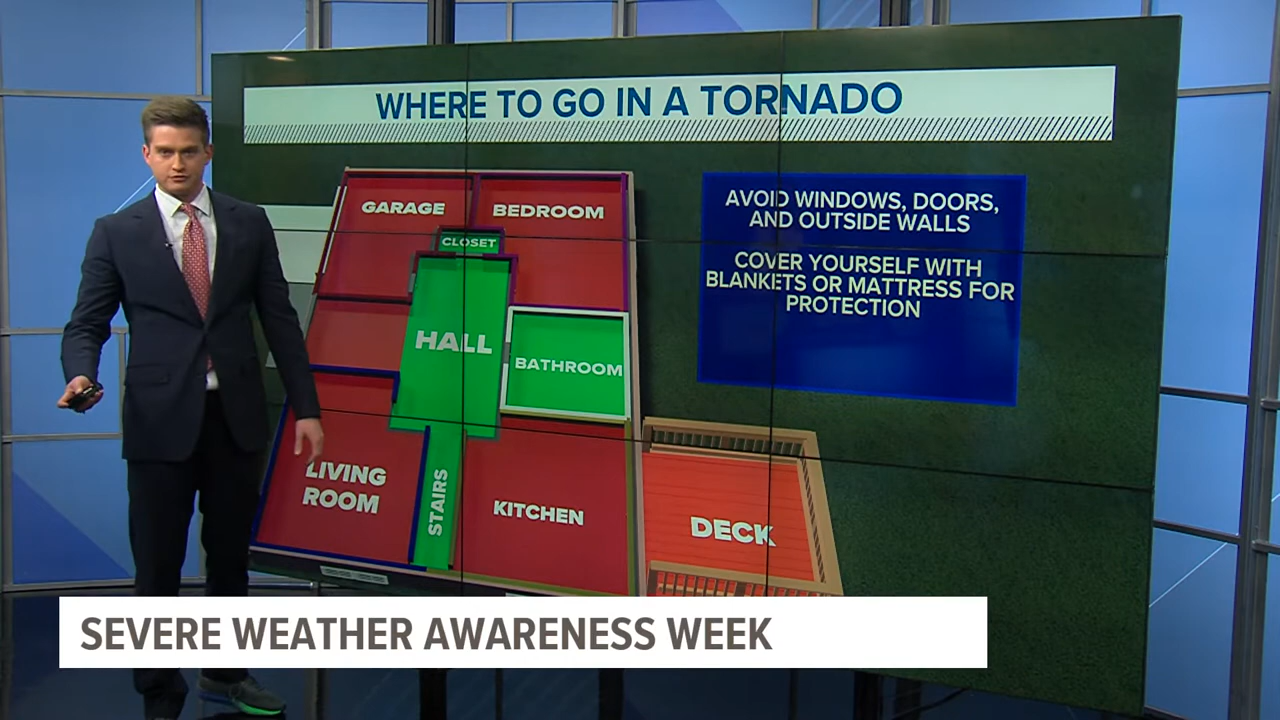 WHERE TO GO IN A TORNADO
GARAGE
BEDROOM
CLOSET
HALL
BATHROOM
LIVING
ROOM
STAIRS
KITCHEN
DECK
AVOID WINDOWS, DOORS,
AND OUTSIDE WALLS
COVER YOURSELF WITH
BLANKETS OR MATTRESS FOR
PROTECTION
SEVERE WEATHER AWARENESS WEEK